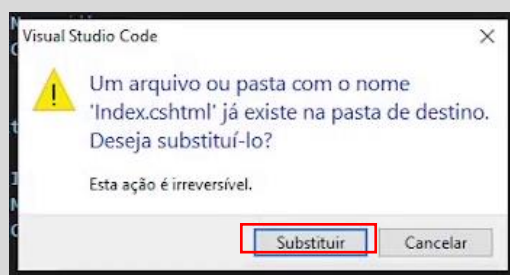 Visual Studio Code
Um arquivo ou pasta com o nome
'Index.cshtml' já existe na pasta de destino.
Deseja substituí-lo?
Esta ação é irreversível.
Substituir Cancelar